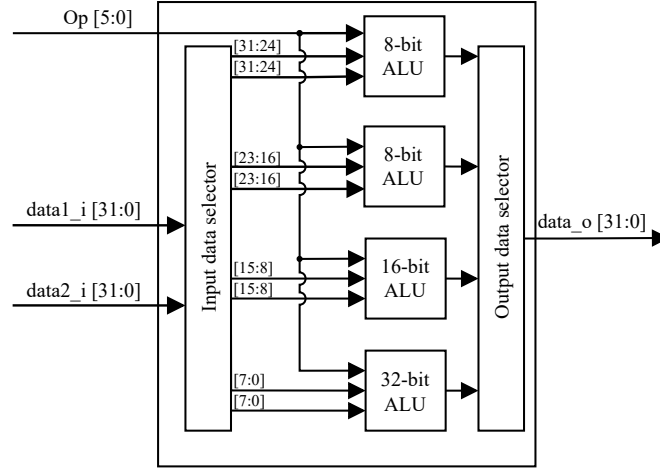 Op [5:0]
[31:24]
[31:24]
8-bit
ALU
[23:16]
[23:16]
8-bit
ALU
data1_i [31:0]
data2_i [31:0]
Input data selector
Output data selector
data_o [31:0]
[15:8]
[15:8]
16-bit
ALU
[7:0]
[7:0]
32-bit
ALU